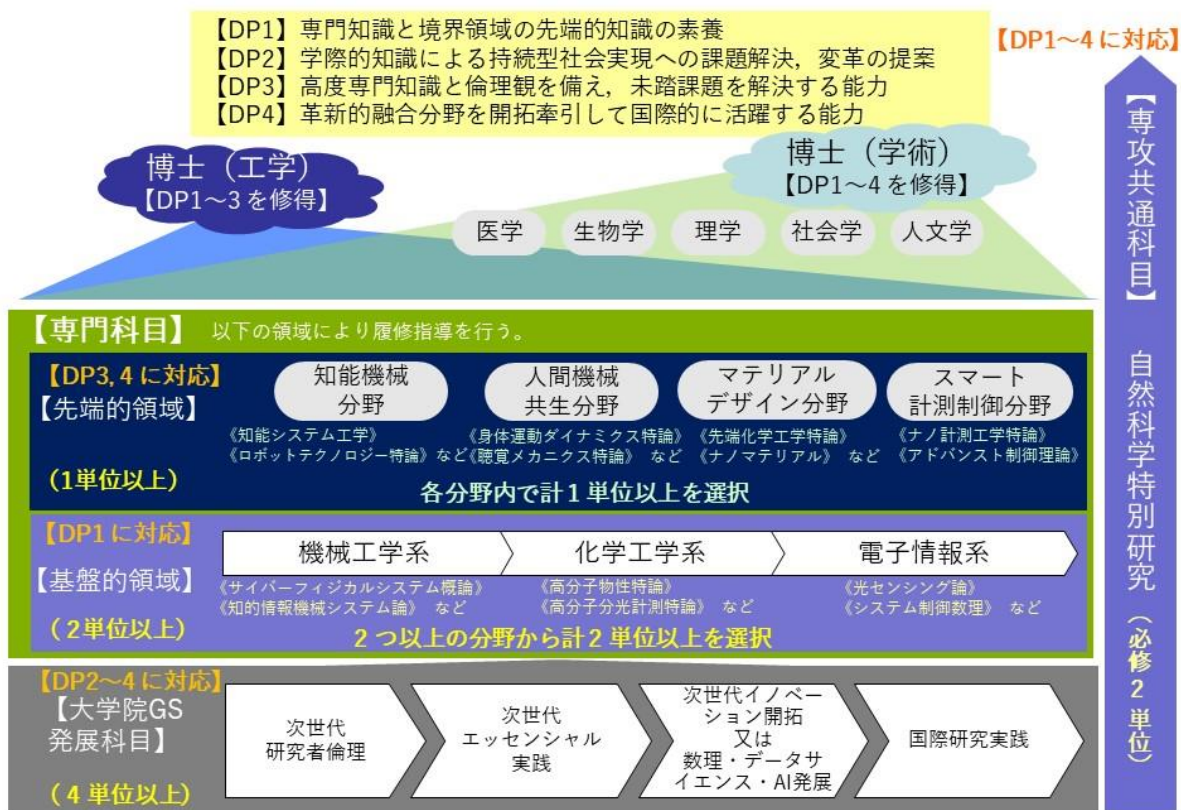 【DP1】専門知識と境界領域の先端的知識の素養
【DP2】学際的知識による持続型社会実現への課題解決，変革の提案
【DP3】高度専門知識と倫理観を備え，未踏課題を解決する能力
【DP4】革新的融合分野を開拓牽引して国際的に活躍する能力
【DP1～4に対応】
博士（工学）
【DP1～3を修得】
博士（学術）
【DP1～4を修得】
医学
生物学
理学
社会学
人文学
【専門科目】 以下の領域により履修指導を行う。
【DP3, 4に対応】
【先端的領域】
（1単位以上）
知能機械
分野
人間機械
共生分野
マテリアル
デザイン分野
スマート
計測制御分野
《知能システム工学》
《ロボットテクノロジー特論》など
《身体運動ダイナミクス特論》
《聴覚メカニクス特論》 など
《先端化学工学特論》
《ナノマテリアル》 など
《ナノ計測工学特論》
《アドバンスト制御理論》
各分野内で計1単位以上を選択
【DP1に対応】
【基盤的領域】
（2単位以上）
機械工学系
化学工学系
電子情報系
《サイバーフィジカルシステム概論》
《知的情報機械システム論》 など
《高分子物性特論》
《高分子分光計測特論》 など
《光センシング論》
《システム制御数理》 など
2つ以上の分野から計2単位以上を選択
【DP2～4に対応】
【大学院GS
発展科目】
（4単位以上）
次世代
研究者倫理
次世代
エッセンシャル
実践
次世代イノベー
ション開拓
又は
数理・データサ
イエンス・AI発展
国際研究実践
【専攻共通科目】 自然科学特別研究（必修2単位）